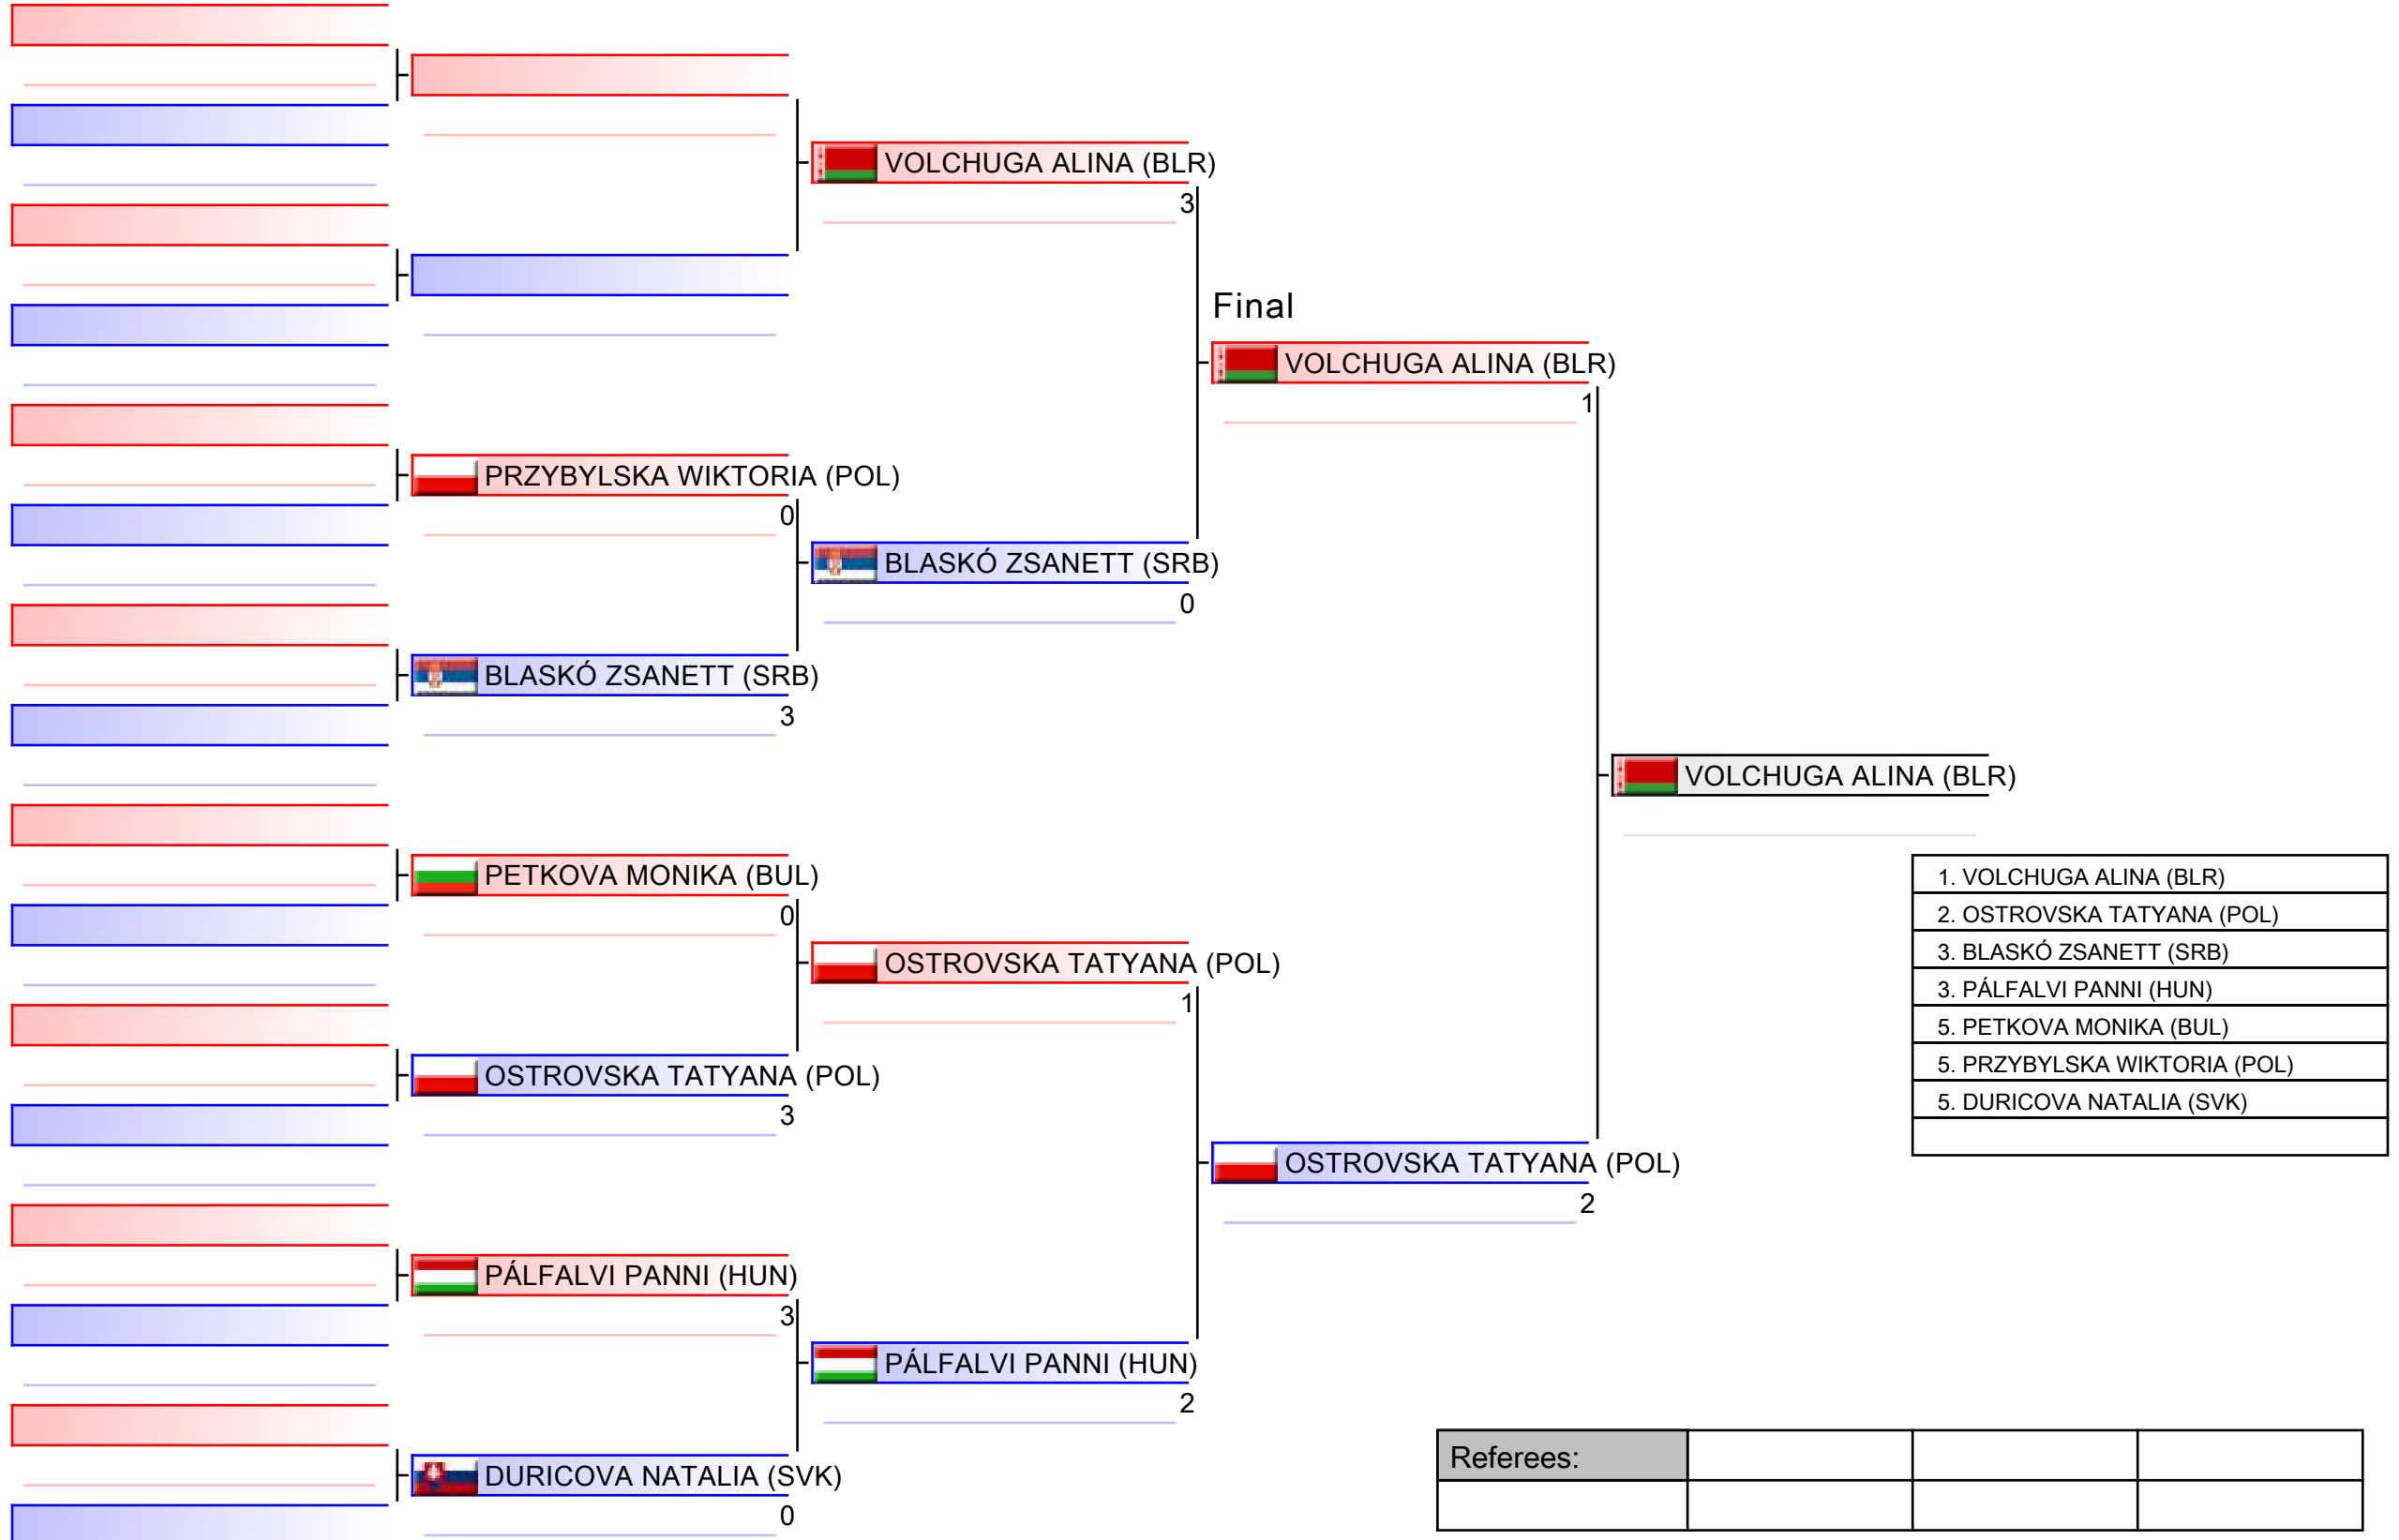 VOLCHUGA ALINA (BLR)
3
Final
VOLCHUGA ALINA (BLR)
1
PRZYBYLSKA WIKTORIA (POL)
0
BLASKÓ ZSANETT (SRB)
0
BLASKÓ ZSANETT (SRB)
3
VOLCHUGA ALINA (BLR)
PETKOVA MONIKA (BUL)
0
OSTROVSKA TATYANA (POL)
1
OSTROVSKA TATYANA (POL)
3
OSTROVSKA TATYANA (POL)
2
PÁLFALVI PANNI (HUN)
3
PÁLFALVI PANNI (HUN)
2
DURICOVA NATALIA (SVK)
0
1. VOLCHUGA ALINA (BLR)
2. OSTROVSKA TATYANA (POL)
3. BLASKÓ ZSANETT (SRB)
3. PÁLFALVI PANNI (HUN)
5. PETKOVA MONIKA (BUL)
5. PRZYBYLSKA WIKTORIA (POL)
5. DURICOVA NATALIA (SVK)
Referees: